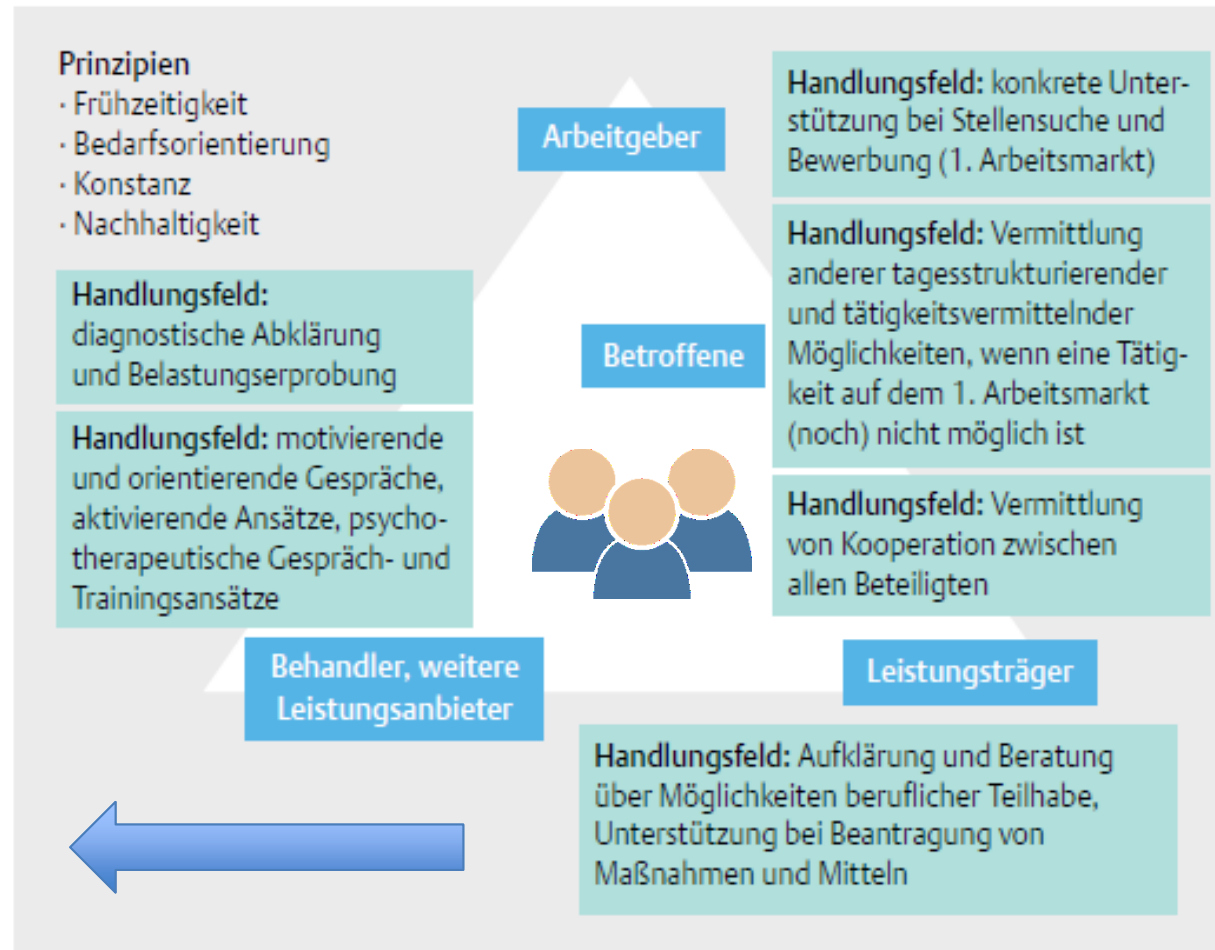 Prinzipien
· Frühzeitigkeit
· Bedarfsorientierung
· Konstanz
· Nachhaltigkeit
Arbeitgeber
Handlungsfeld: konkrete Unter-
stützung bei Stellensuche und
Bewerbung (1. Arbeitsmarkt)
Handlungsfeld:
diagnostische Abklärung
und Belastungserprobung
Betroffene
Handlungsfeld: Vermittlung
anderer tagesstrukturierender
und tätigkeitsvermittelnder
Möglichkeiten, wenn eine Tätig-
keit auf dem 1. Arbeitsmarkt
(noch) nicht möglich ist
Handlungsfeld: motivierende
und orientierende Gespräche,
aktivierende Ansätze, psycho-
therapeutische Gespräch- und
Trainingsansätze
Handlungsfeld: Vermittlung
von Kooperation zwischen
allen Beteiligten
Behandler, weitere
Leistungsanbieter
Leistungsträger
Handlungsfeld: Aufklärung und Beratung
über Möglichkeiten beruflicher Teilhabe,
Unterstützung bei Beantragung von
Maßnahmen und Mitteln